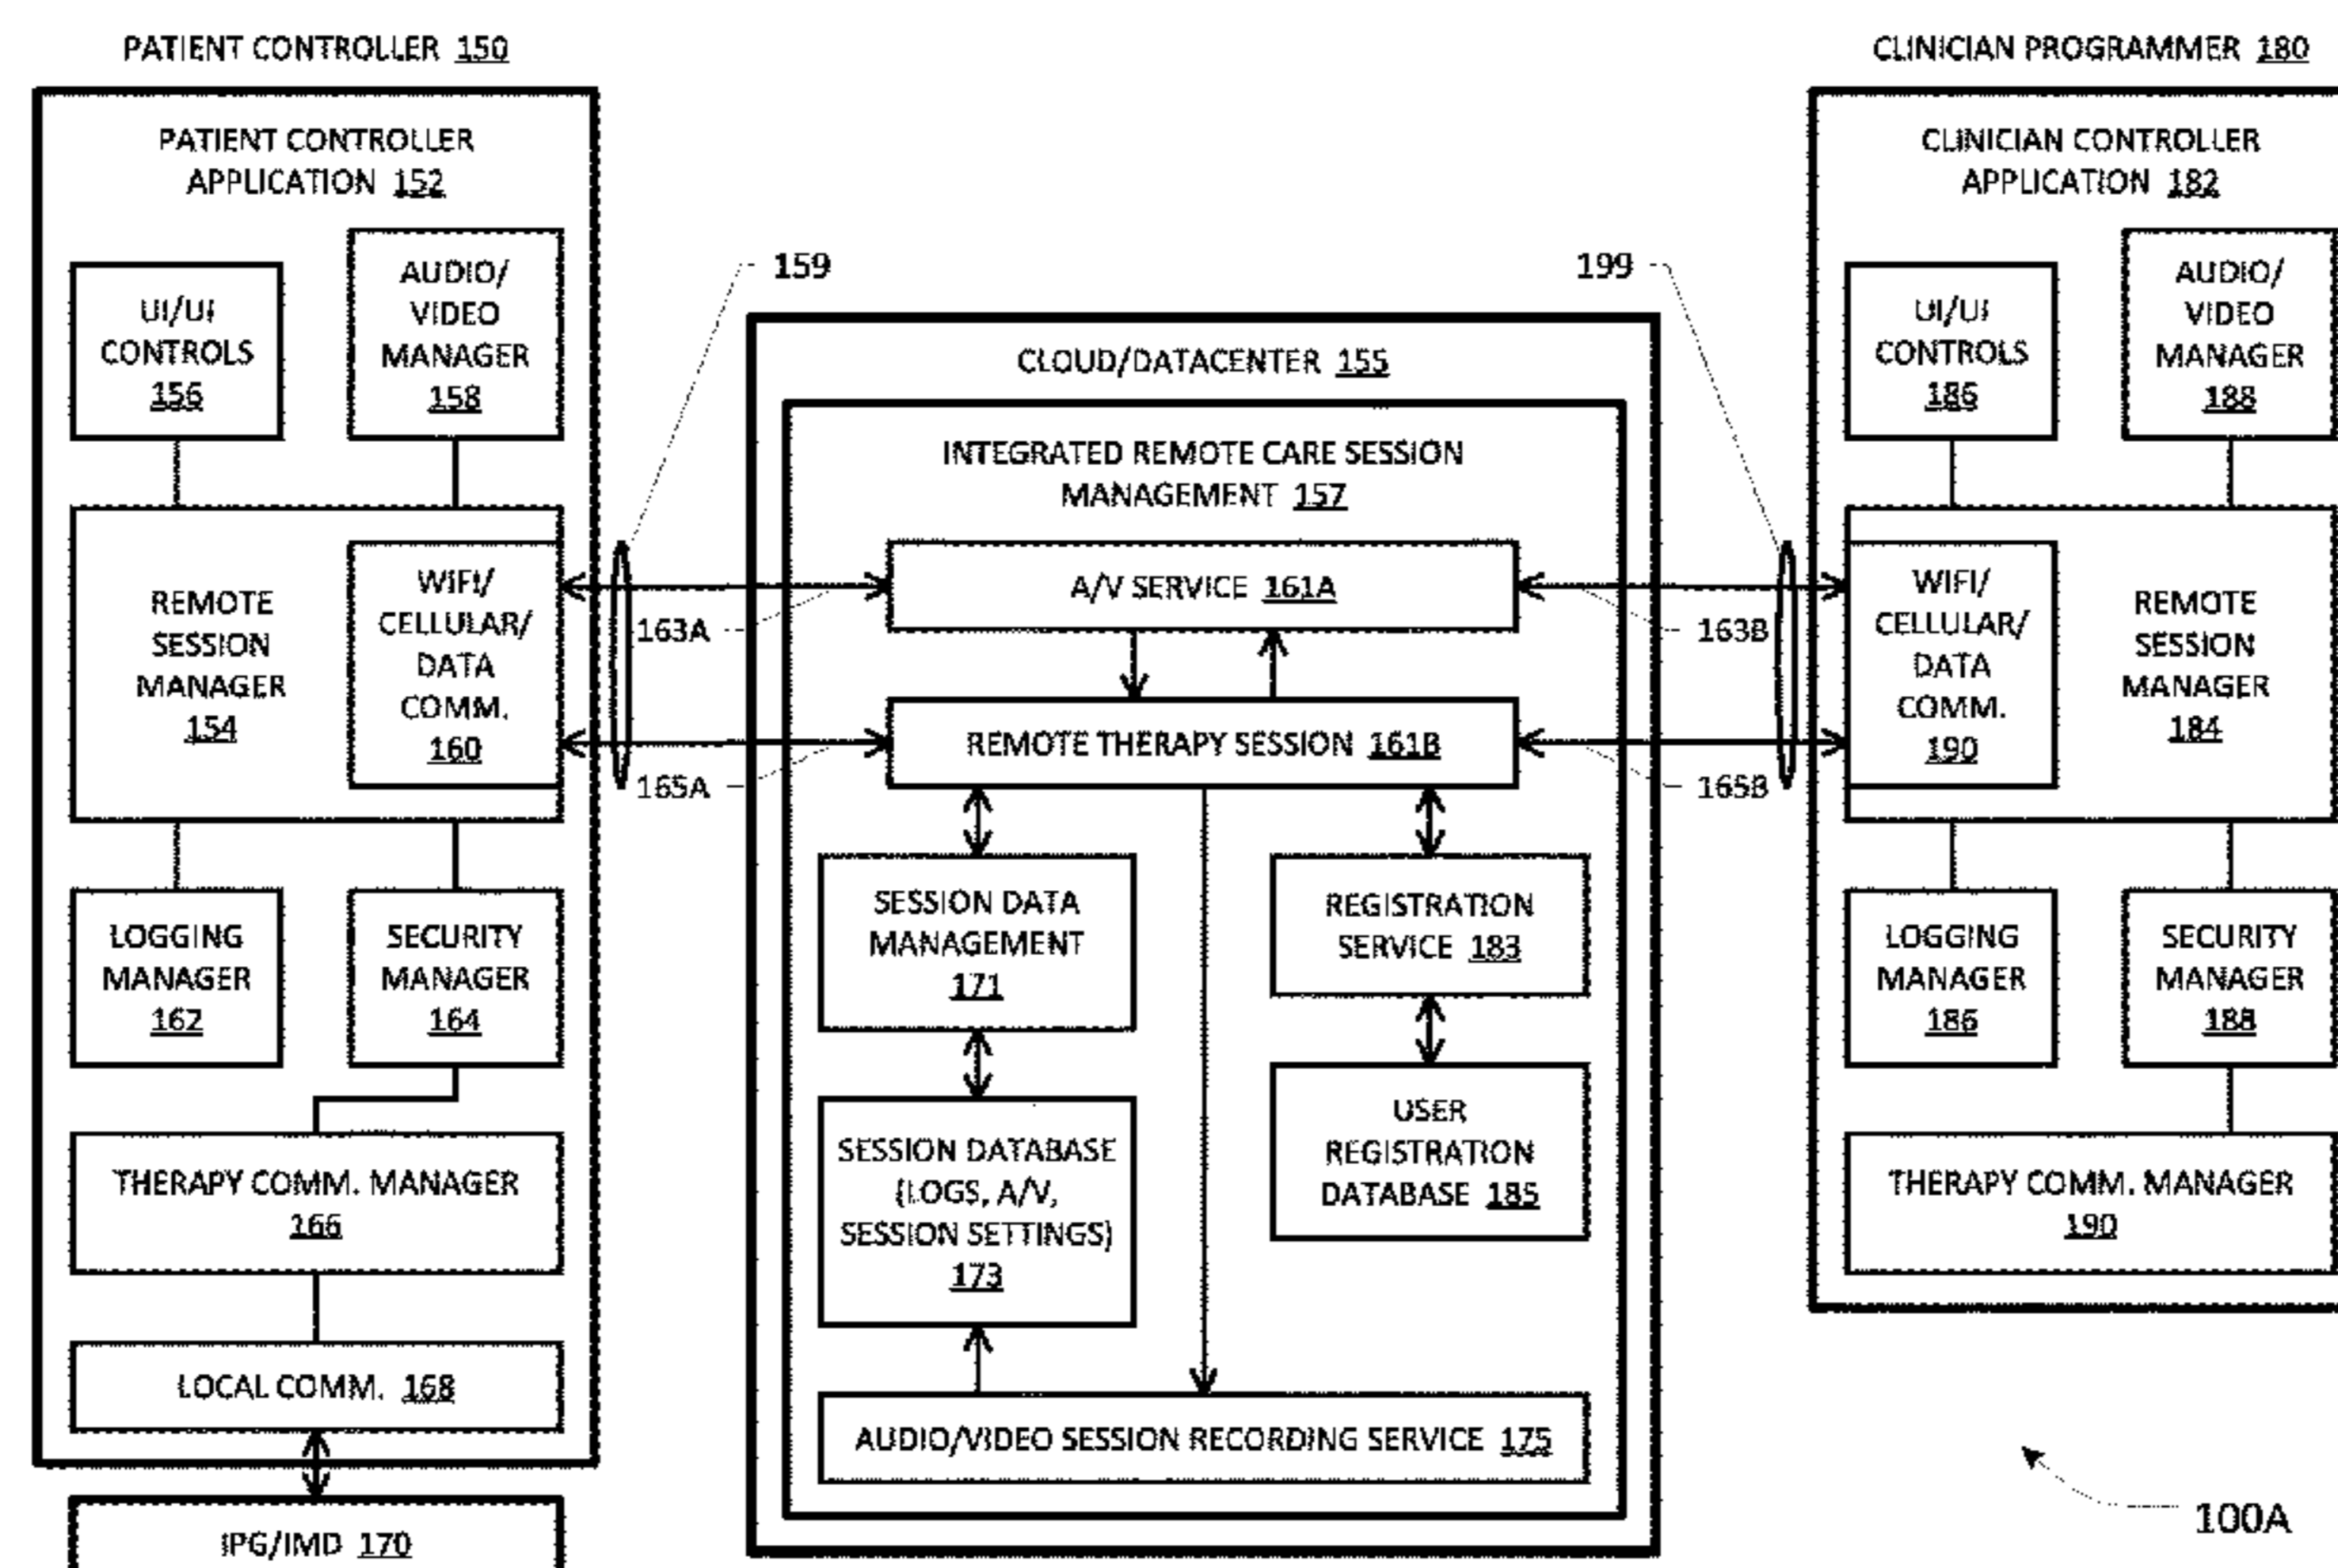 PATIENT CONTROLLER 150
PATIENT CONTROLLER
APPLICATION 152
UI/UI
CONTROLS
156
AUDIO/
VIDEO
MANAGER
158
REMOTE
SESSION
MANAGER
154
WIFI/
CELLULAR/
DATA
COMM.
160
LOGGING
MANAGER
162
SECURITY
MANAGER
164
THERAPY COMM. MANAGER
166
LOCAL COMM. 168
IPG/IMD 170
159
163A
165A
CLOUD/DATACENTER 155
INTEGRATED REMOTE CARE SESSION
MANAGEMENT 157
A/V SERVICE 161A
REMOTE THERAPY SESSION 161B
SESSION DATA
MANAGEMENT
171
REGISTRATION
SERVICE 183
SESSION DATABASE
(LOGS, A/V,
SESSION SETTINGS)
173
USER
REGISTRATION
DATABASE 185
AUDIO/VIDEO SESSION RECORDING SERVICE 175
199
163B
165B
CLINICIAN PROGRAMMER 180
CLINICIAN CONTROLLER
APPLICATION 182
UI/UI
CONTROLS
186
AUDIO/
VIDEO
MANAGER
188
WIFI/
CELLULAR/
DATA
COMM.
190
REMOTE
SESSION
MANAGER
184
LOGGING
MANAGER
186
SECURITY
MANAGER
188
THERAPY COMM. MANAGER
190
100A